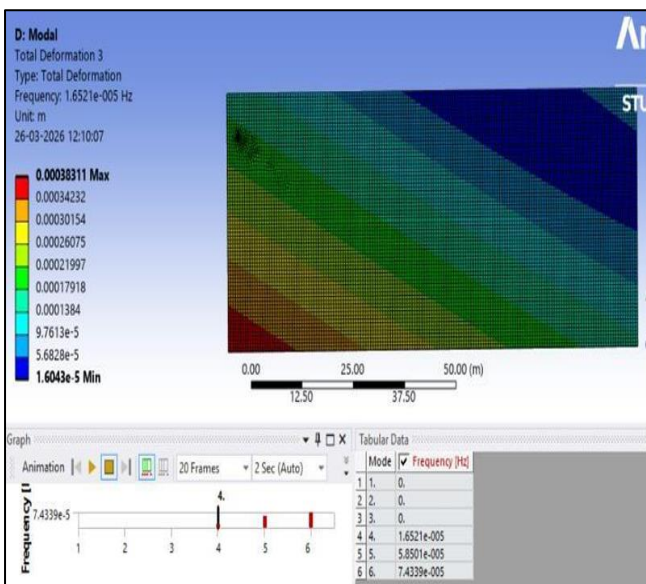 D: Modal
Total Deformation 3
Type: Total Deformation
Frequency: 1.6521e-005 Hz
Unit: m
26-03-2026 12:10:07
0.00038311 Max
0.00034232
0.00030154
0.00026075
0.00021997
0.00017918
0.0001384
9.7613e-5
5.6828e-5
1.6043e-5 Min
0.00 25.00 50.00 (m)
12.50 37.50
Graph
Animation 20 Frames 2 Sec (Auto)
4.
7.4339e-5
1 2 3 4 5 6
Tabular Data
Mode Frequency [Hz]
1 1. 0.
2 2. 0.
3 3. 0.
4 4. 1.6521e-005
5 5. 5.8501e-005
6 6. 7.4339e-005